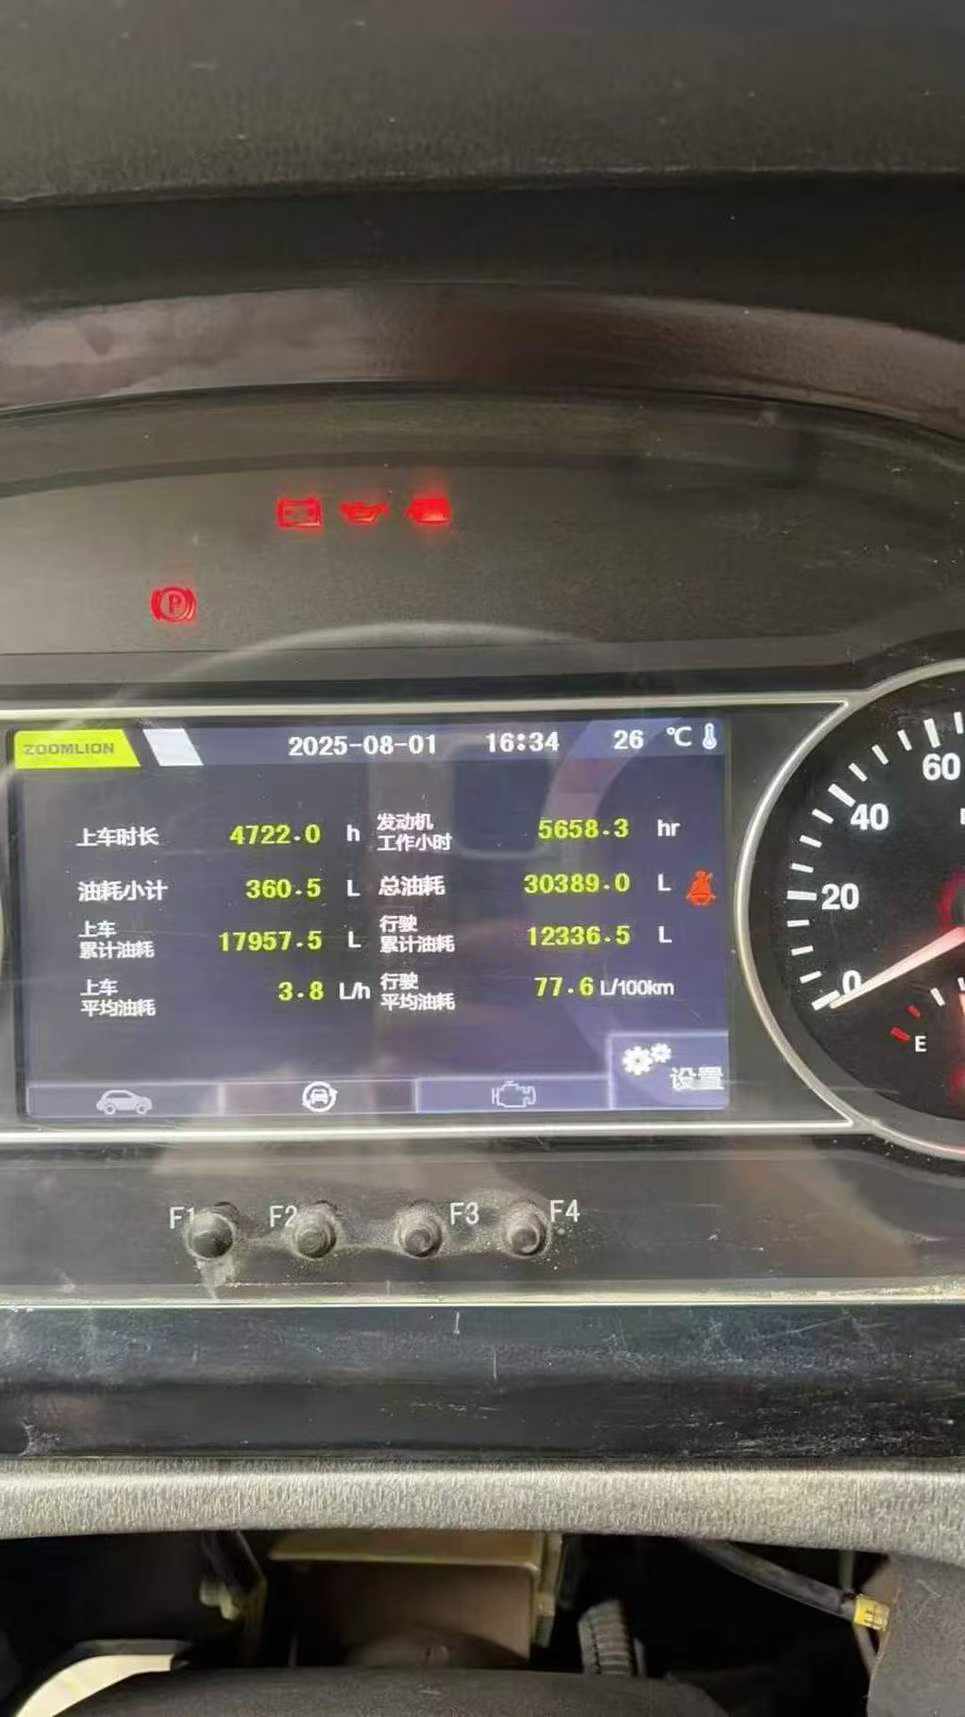 ZOOMLION 2025-08-01 16:34 26 ℃
上车时长 4722.0 h 发动机工作小时 5658.3 hr
油耗小计 360.5 L 总油耗 30389.0 L
上车累计油耗 17957.5 L 行驶累计油耗 12336.5 L
上车平均油耗 3.8 L/h 行驶平均油耗 77.6 L/100km
设置
F1 F2 F3 F4
P
60
40
20
0
E